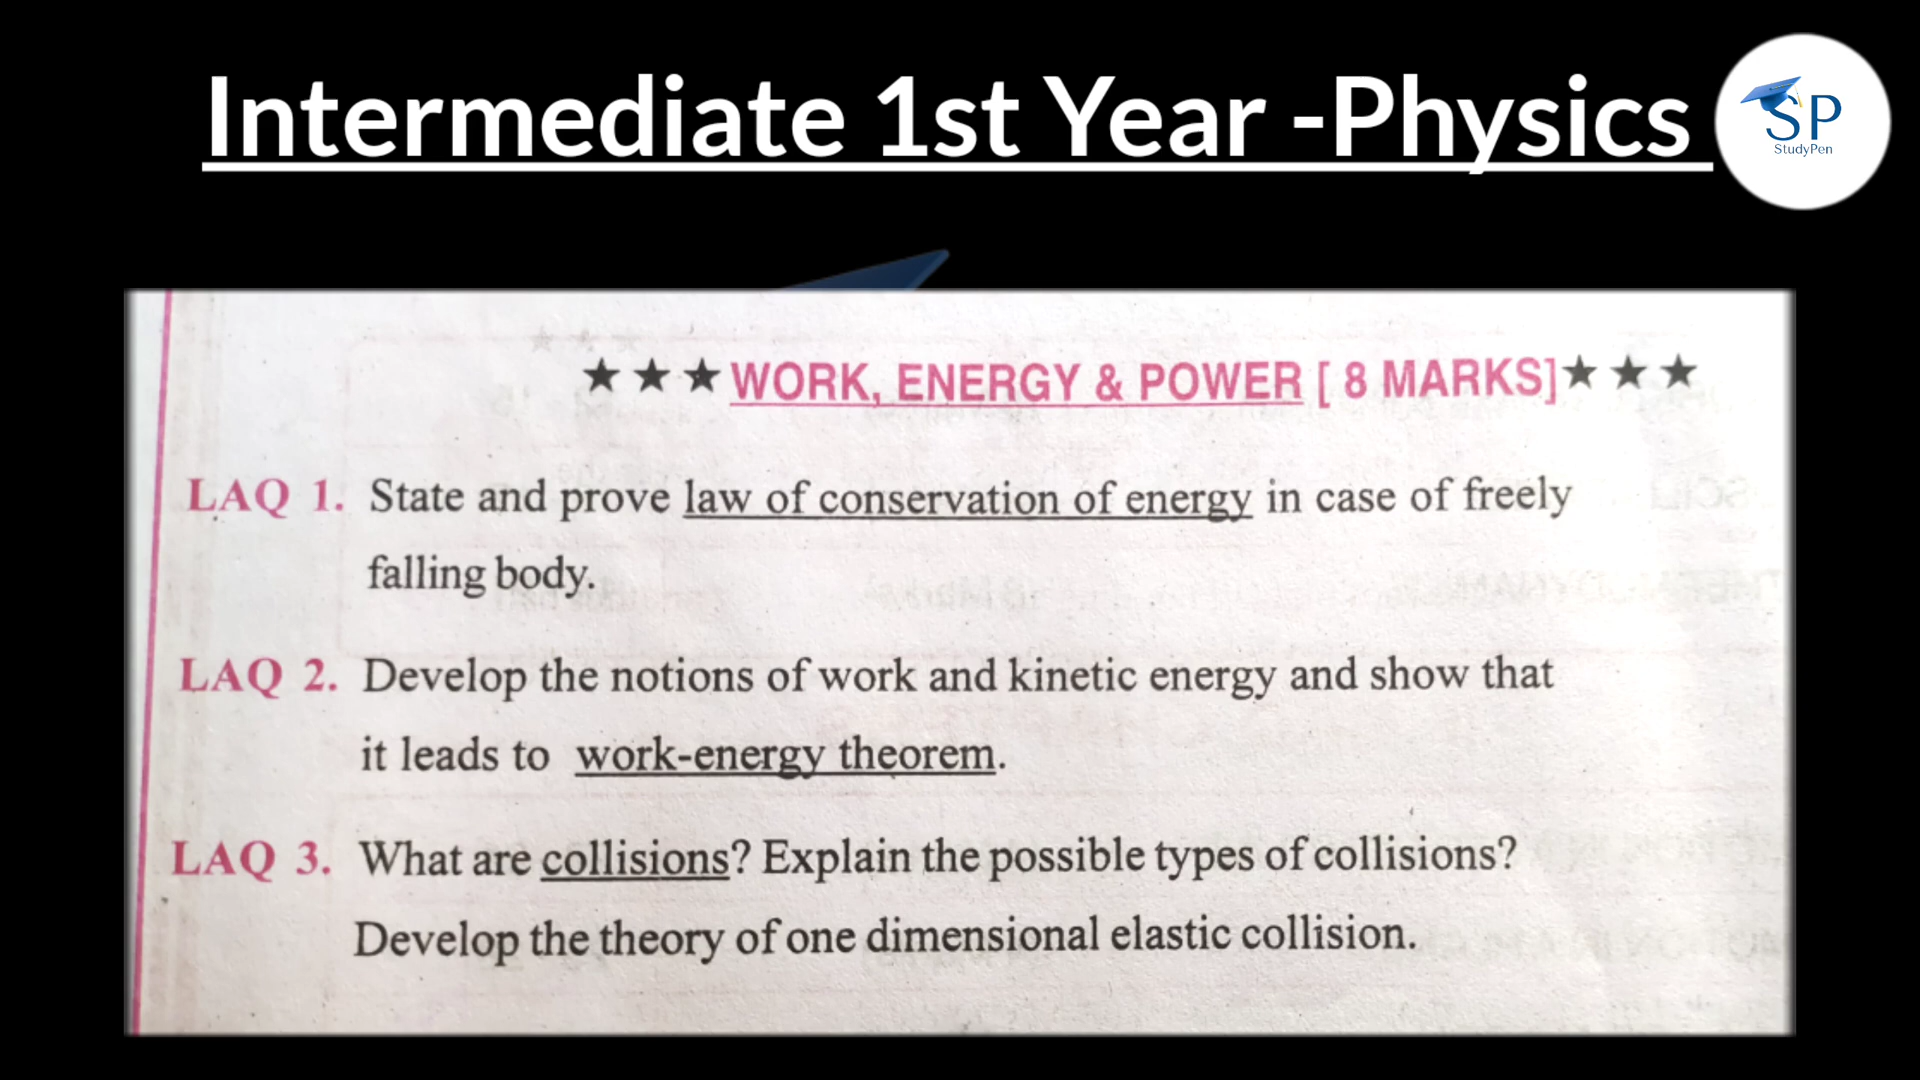 Intermediate 1st Year -Physics
SP
StudyPen
★ ★ ★ WORK, ENERGY & POWER [ 8 MARKS] ★ ★ ★
LAQ 1. State and prove law of conservation of energy in case of freely
falling body.
LAQ 2. Develop the notions of work and kinetic energy and show that
it leads to work-energy theorem.
LAQ 3. What are collisions? Explain the possible types of collisions?
Develop the theory of one dimensional elastic collision.